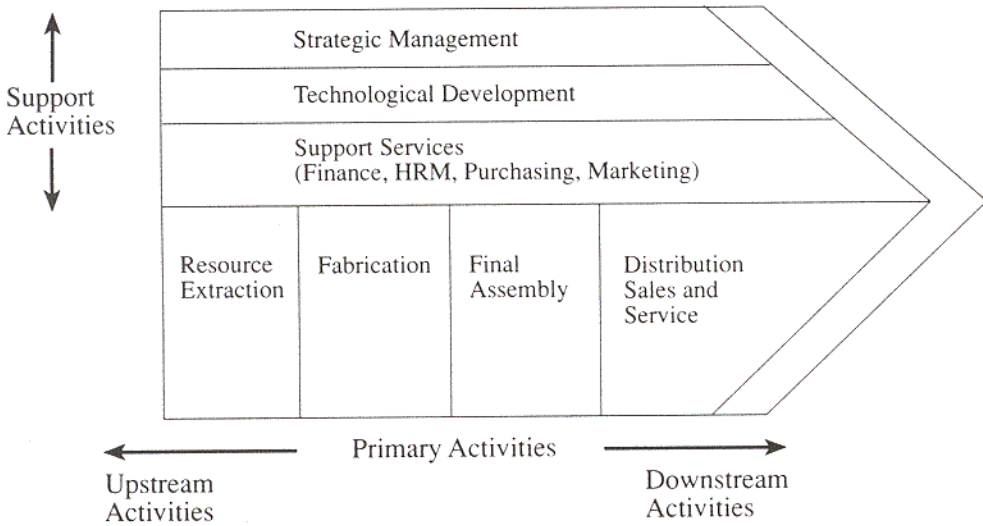 Strategic Management
Technological Development
Support
Activities
Support Services
(Finance, HRM, Purchasing, Marketing)
Resource
Extraction
Fabrication
Final
Assembly
Distribution
Sales and
Service
Primary Activities
Upstream
Activities
Downstream
Activities